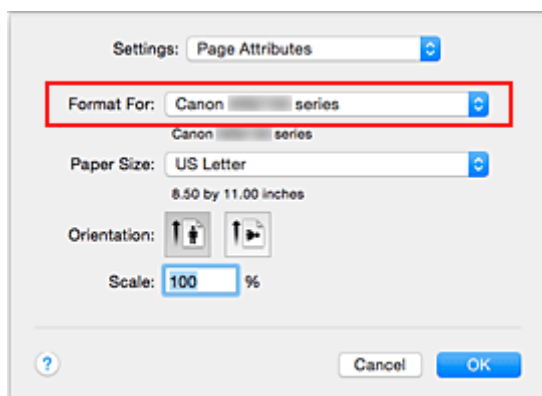 Settings: Page Attributes
Format For: Canon series
Canon series
Paper Size: US Letter
8.50 by 11.00 inches
Orientation:
Scale: 100 %
? Cancel OK